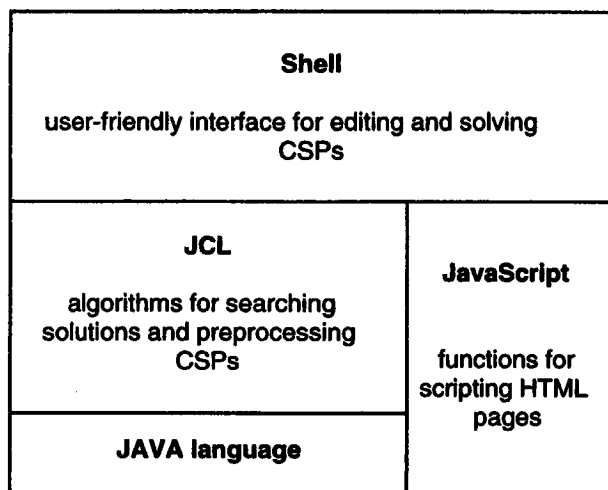 Shell
user-friendly interface for editing and solving
CSPs
JCL
algorithms for searching
solutions and preprocessing
CSPs
JavaScript
functions for
scripting HTML
pages
JAVA language